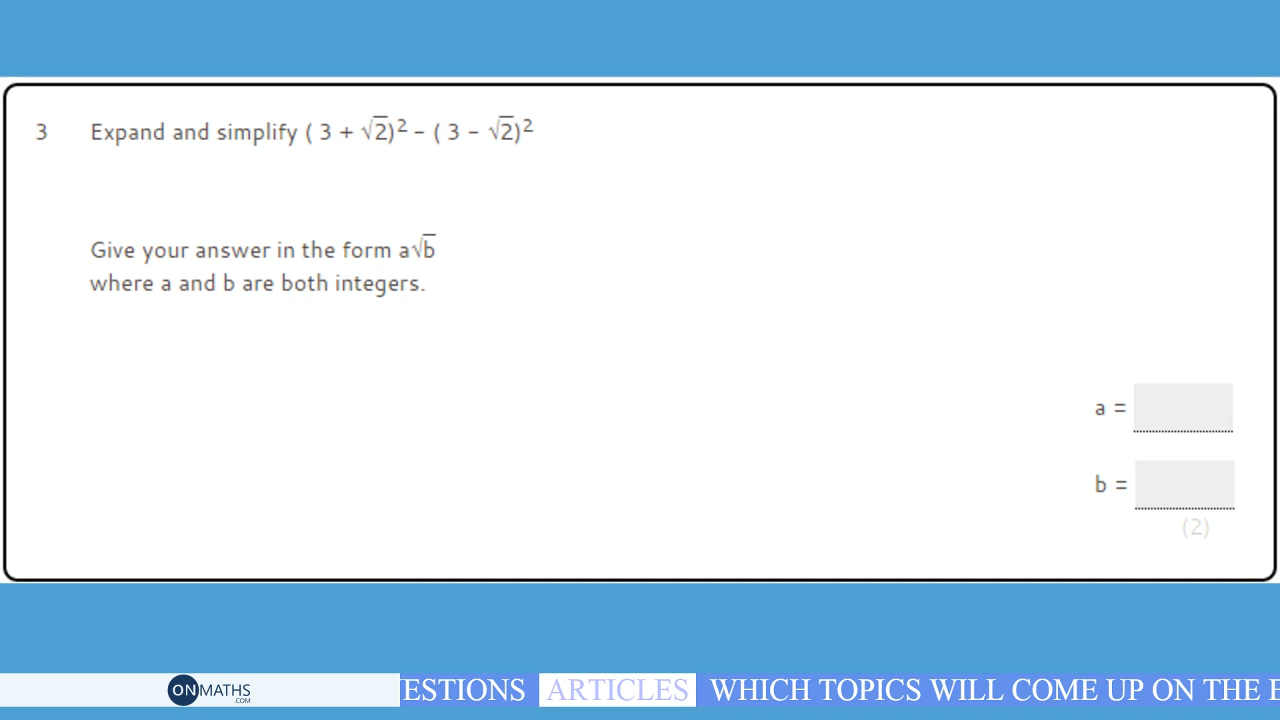 3 Expand and simplify ( 3 + √2)² - ( 3 - √2)²
Give your answer in the form a√b
where a and b are both integers.
a =
b =
(2)
ONMATHS
.COM
ESTIONS ARTICLES WHICH TOPICS WILL COME UP ON THE